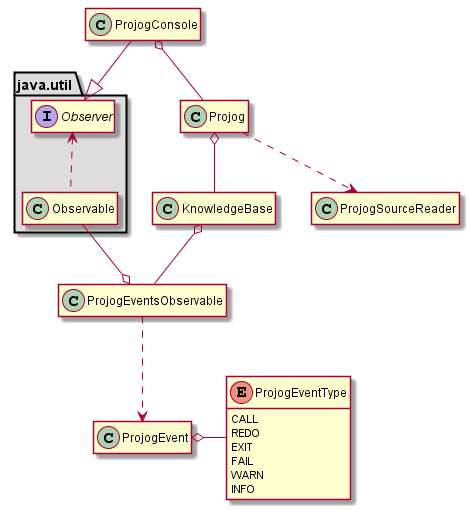 C ProjogConsole
java.util
I Observer
C Projog
C Observable
C KnowledgeBase
C ProjogSourceReader
C ProjogEventsObservable
E ProjogEventType
CALL
REDO
EXIT
FAIL
WARN
INFO
C ProjogEvent